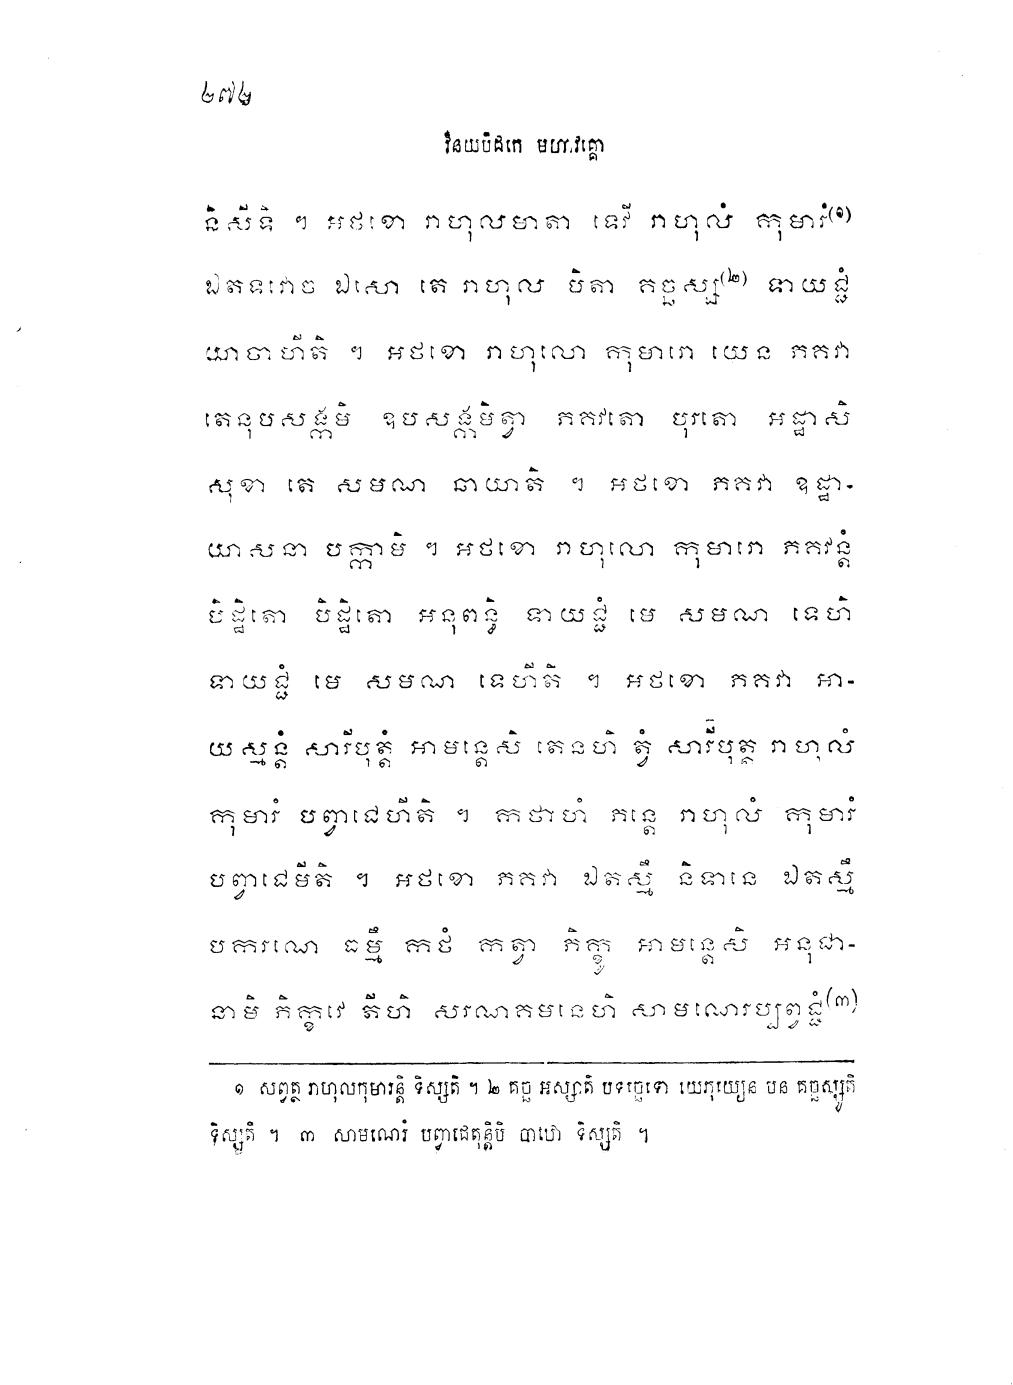 ២៧៤
វិនយបិដកេ មហាវគ្គោ
និសីទិ ។ អថខោ រាហុលមាតា ទេវី រាហុលំ កុមារំ(១)
ឯតទវោច ឯសោ តេ រាហុល បិតា គច្ឆស្ស(២) ទាយជ្ជំ
យាចាហីតិ ។ អថខោ រាហុលោ កុមារោ យេន ភគវា
តេនុបសង្កមិ ឧបសង្កមិត្វា ភគវតោ បុរតោ អដ្ឋាសិ
សុខា តេ សមណ ឆាយាតិ ។ អថខោ ភគវា ឧដ្ឋា-
យាសនា បក្កាមិ ។ អថខោ រាហុលោ កុមារោ ភគវន្តំ
បិដ្ឋិតោ បិដ្ឋិតោ អនុពន្ធិ ទាយជ្ជំ មេ សមណ ទេហិ
ទាយជ្ជំ មេ សមណ ទេហីតិ ។ អថខោ ភគវា អា-
យស្មន្តំ សារីបុត្តំ អាមន្តេសិ តេនហិ ត្វំ សារីបុត្ត រាហុលំ
កុមារំ បព្វាជេហីតិ ។ កថាហំ ភន្តេ រាហុលំ កុមារំ
បព្វាជេមីតិ ។ អថខោ ភគវា ឯតស្មឹ និទានេ ឯតស្មឹ
បករណេ ធម្មឹ កថំ កត្វា ភិក្ខូ អាមន្តេសិ អនុជា-
នាមិ ភិក្ខវេ តីហិ សរណគមនេហិ សាមណេរប្បព្វជ្ជំ(៣)
១ សព្វត្ថ រាហុលកុមារន្តិ ទិស្សតិ ។ ២ គច្ឆ អស្សាតិ បទច្ឆេទោ យេភុយ្យេន បន គច្ឆស្សូតិ
ទិស្សតិ ។ ៣ សាមណេរំ បព្វាជេតុន្តិបិ បាឋោ ទិស្សតិ ។